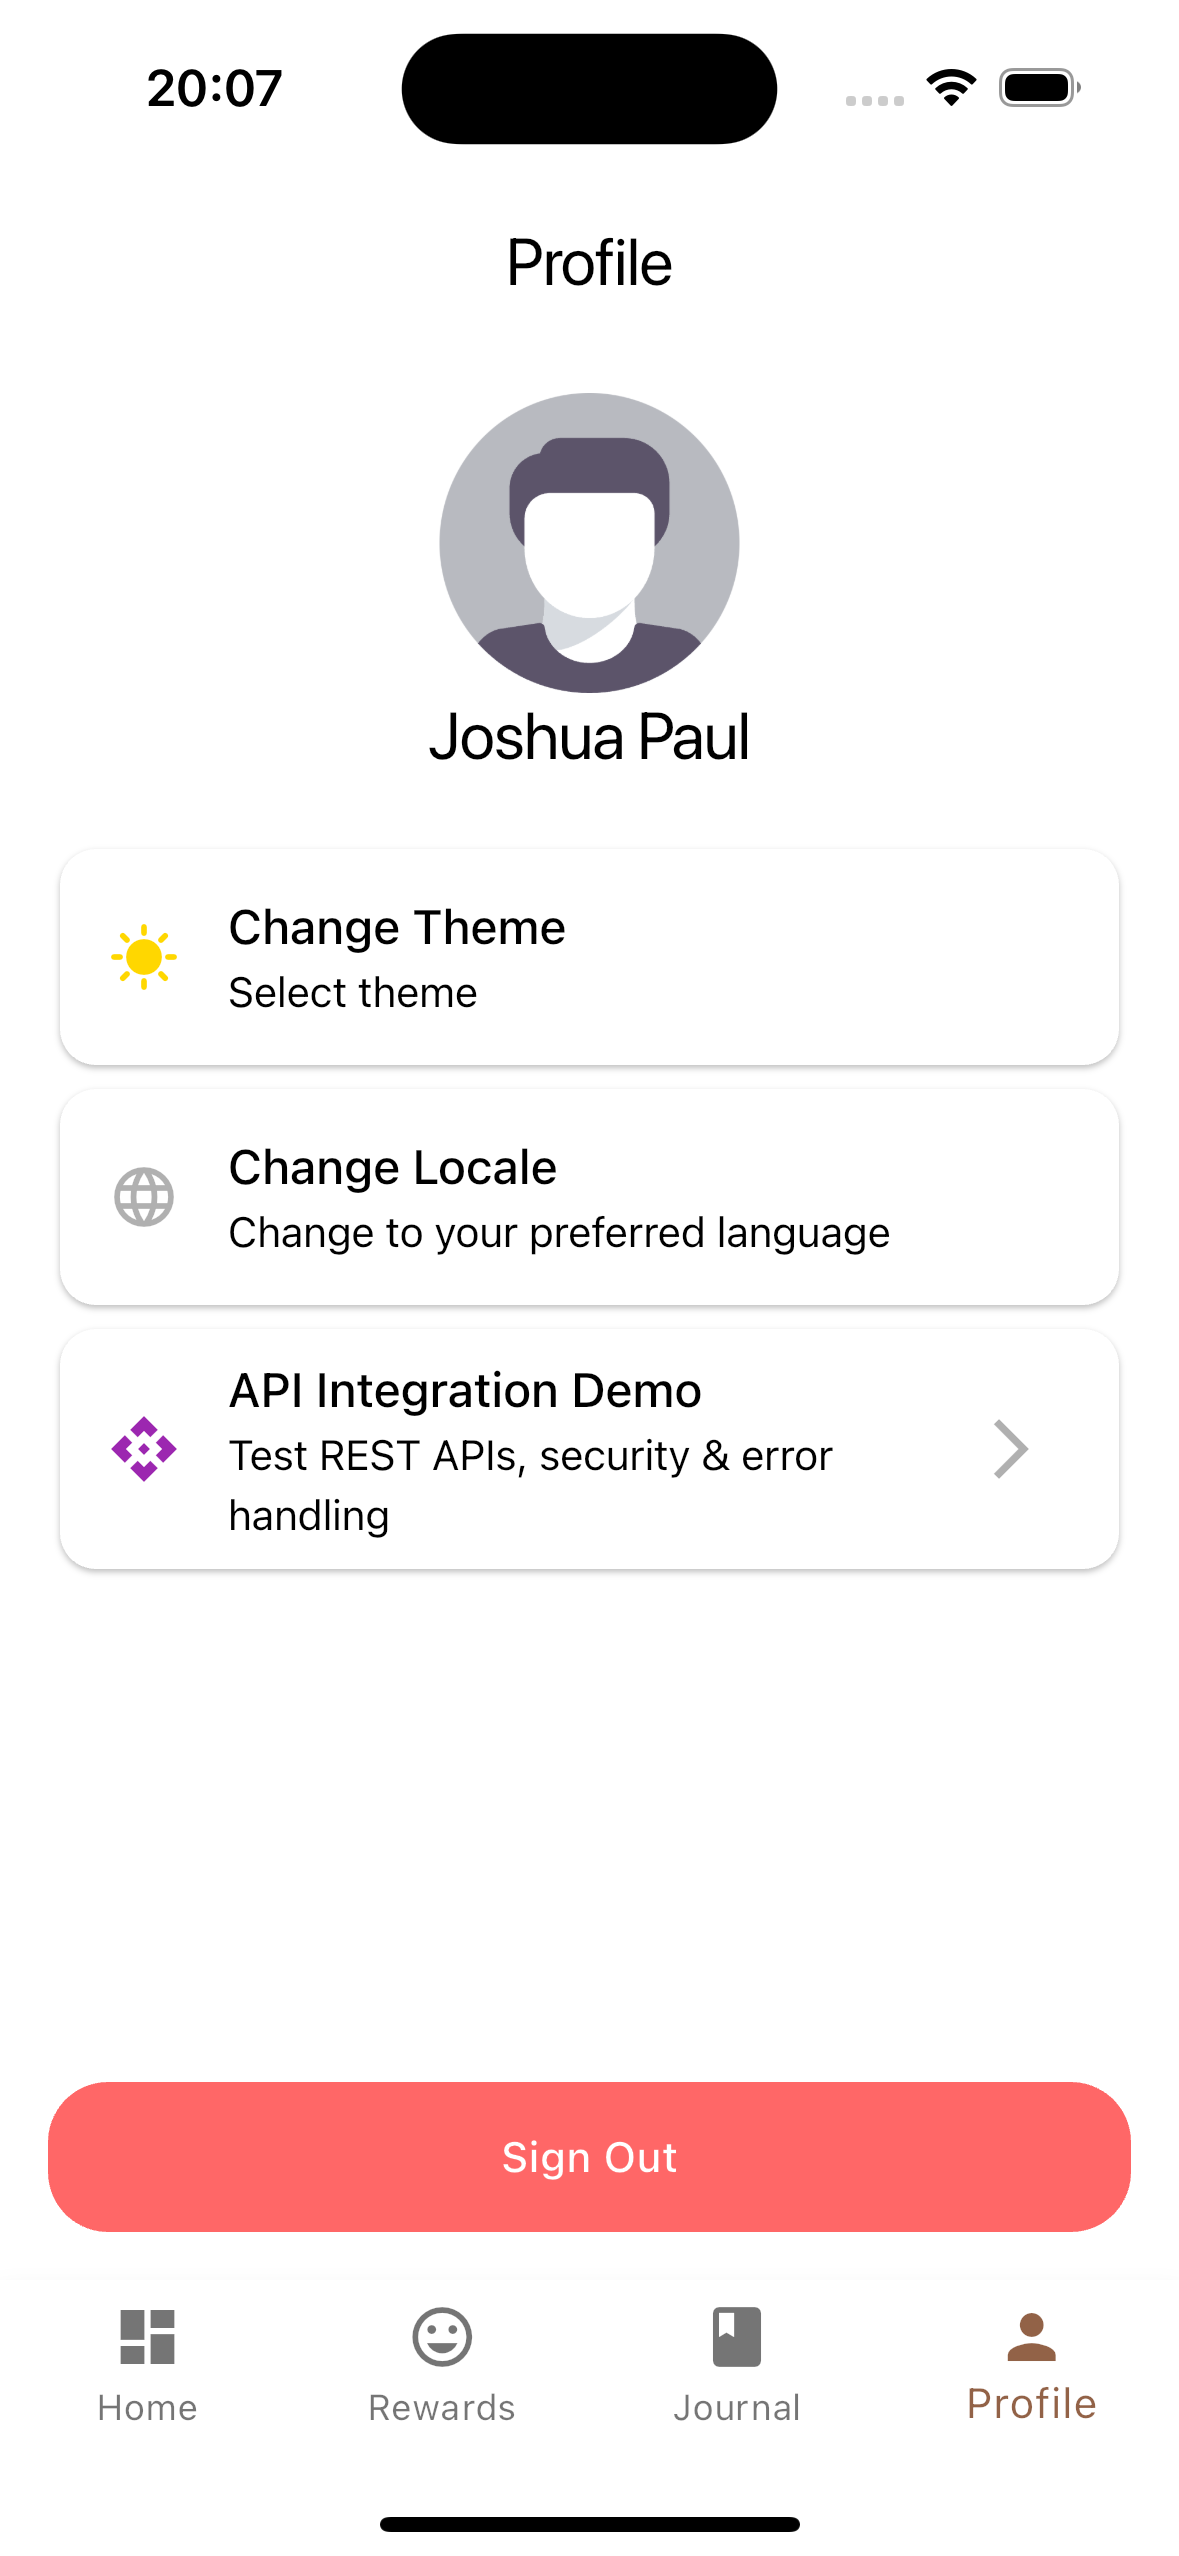 20:07
Profile
Joshua Paul
Change Theme
Select theme
Change Locale
Change to your preferred language
API Integration Demo
Test REST APIs, security & error
handling
Sign Out
Home
Rewards
Journal
Profile